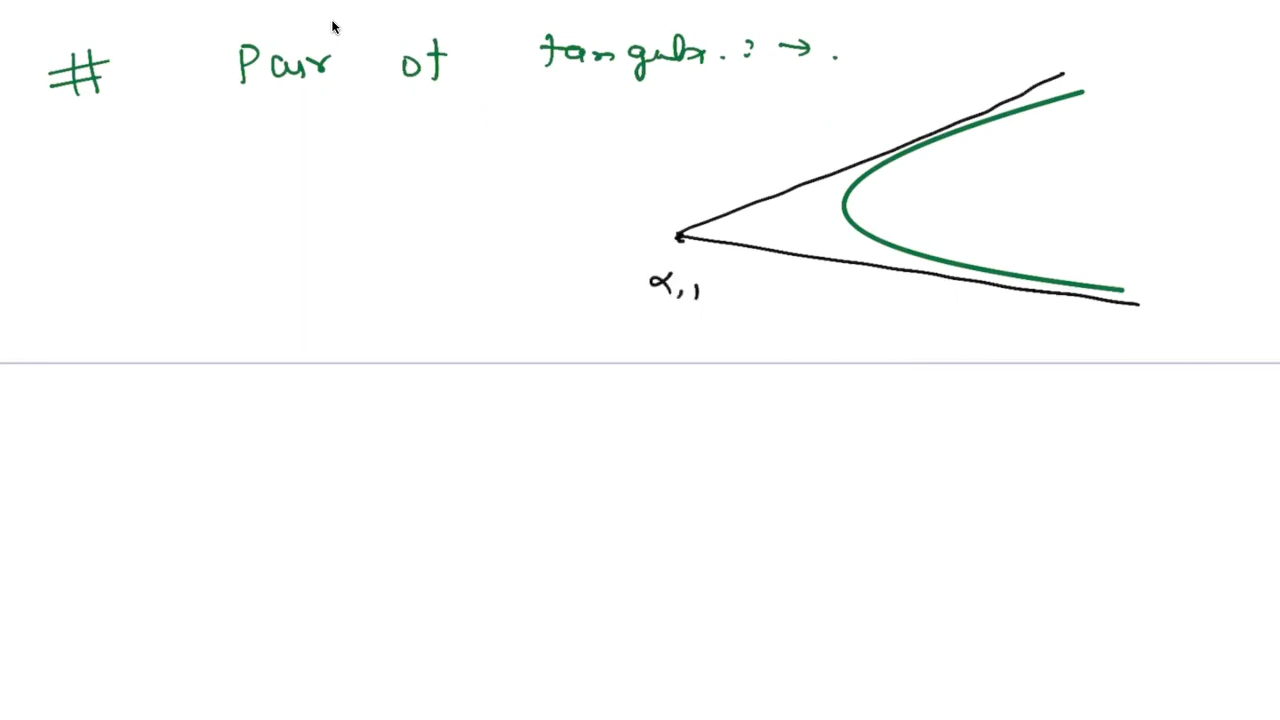 # Pair of tangents. : → .
α, 1